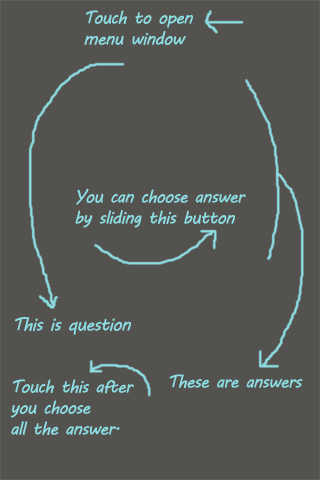 Touch to open
menu window
You can choose answer
by sliding this button
This is question
These are answers
Touch this after
you choose
all the answer.